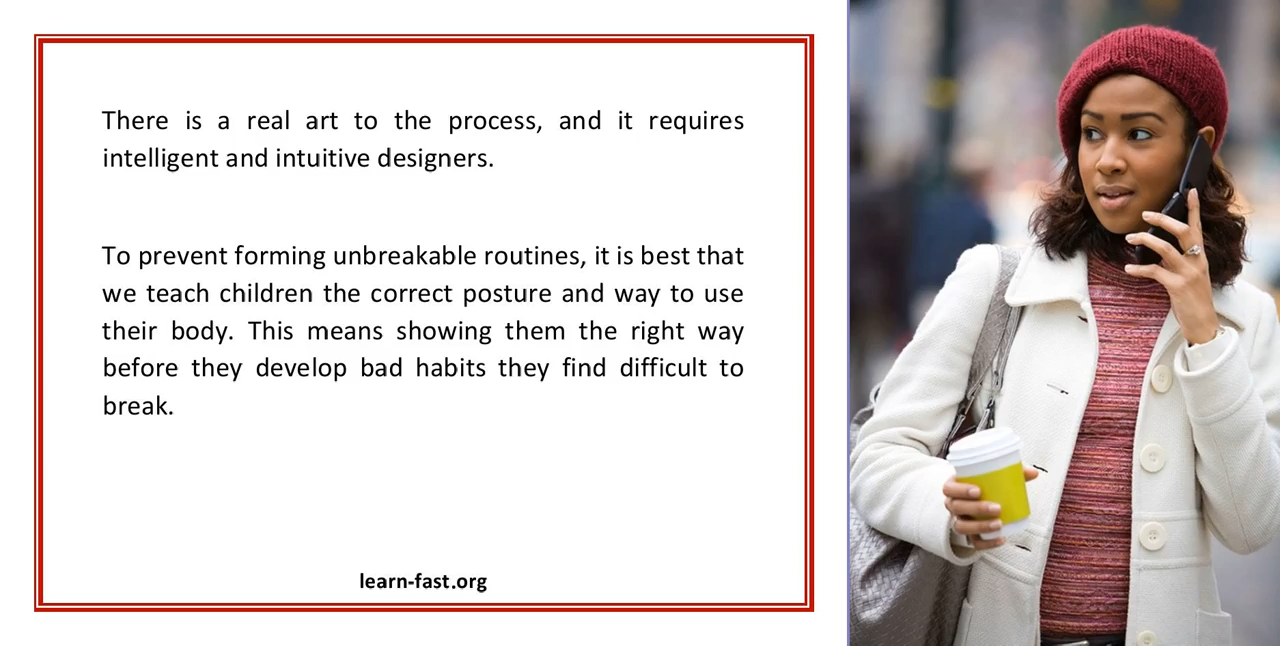 There is a real art to the process, and it requires
intelligent and intuitive designers.
To prevent forming unbreakable routines, it is best that
we teach children the correct posture and way to use
their body. This means showing them the right way
before they develop bad habits they find difficult to
break.
learn-fast.org